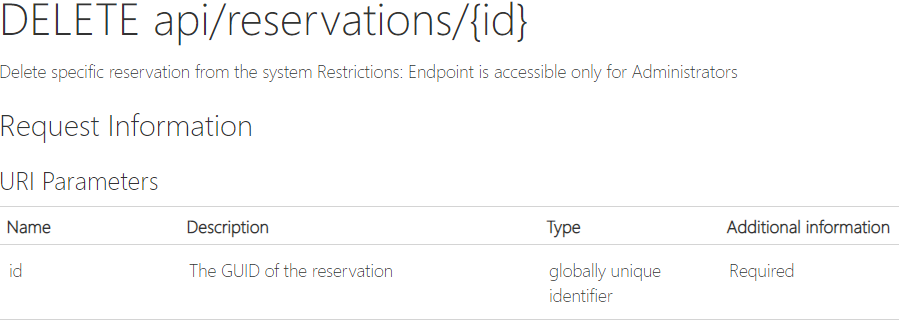 DELETE api/reservations/{id}
Delete specific reservation from the system Restrictions: Endpoint is accessible only for Administrators
Request Information
URI Parameters
Name Description Type Additional information
id The GUID of the reservation globally unique Required
identifier